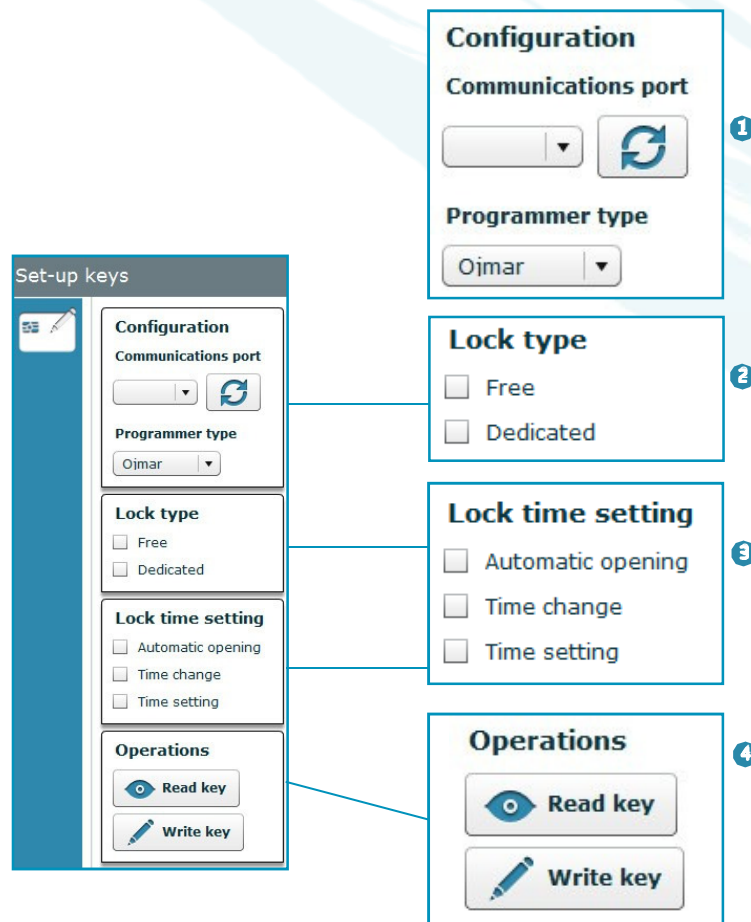 Set-up keys
Configuration
Communications port
Programmer type
Ojmar
Lock type
Free
Dedicated
Lock time setting
Automatic opening
Time change
Time setting
Operations
Read key
Write key
Configuration
Communications port
1
Programmer type
Ojmar
Lock type
2
Free
Dedicated
Lock time setting
3
Automatic opening
Time change
Time setting
Operations
4
Read key
Write key